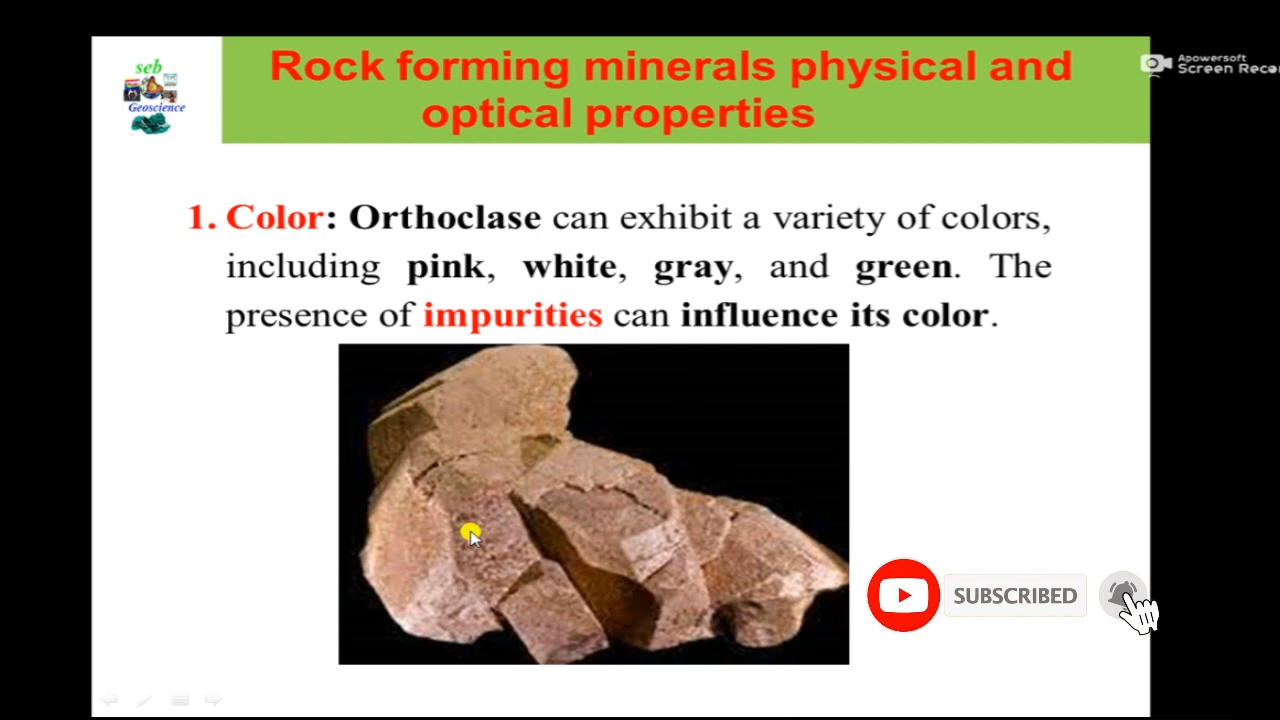 seb
Geoscience
Rock forming minerals physical and
optical properties
Apowersoft
Screen Reco
1. Color: Orthoclase can exhibit a variety of colors,
including pink, white, gray, and green. The
presence of impurities can influence its color.
SUBSCRIBED